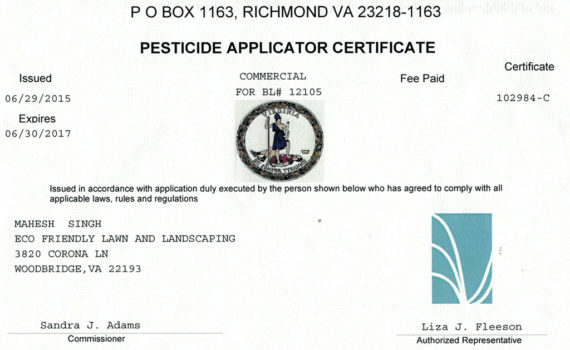 P O BOX 1163, RICHMOND VA 23218-1163
PESTICIDE APPLICATOR CERTIFICATE
Issued
06/29/2015
Expires
06/30/2017
COMMERCIAL
FOR BL# 12105
Fee Paid
Certificate
102984-C
VIRGINIA
Issued in accordance with application duly executed by the person shown below who has agreed to comply with all
applicable laws, rules and regulations
MAHESH SINGH
ECO FRIENDLY LAWN AND LANDSCAPING
3820 CORONA LN
WOODBRIDGE,VA 22193
Sandra J. Adams
Commissioner
Liza J. Fleeson
Authorized Representative